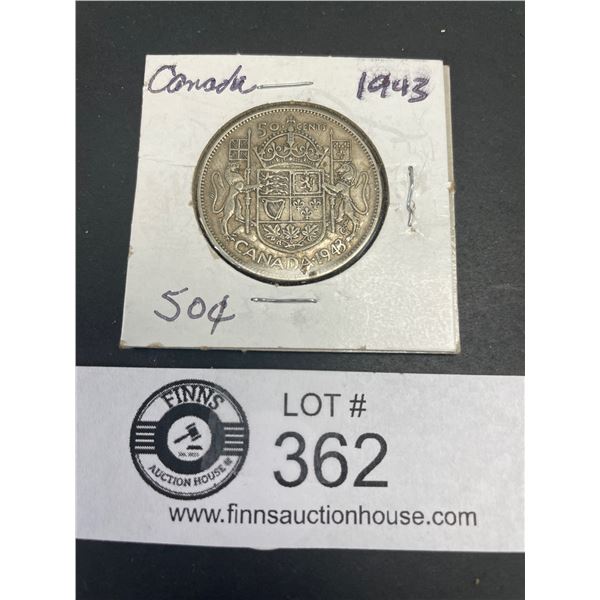 Canada 1943
50 CENTS
CANADA·1943
50¢
FINNS
AUCTION HOUSE
LOT #
362
www.finnsauctionhouse.com